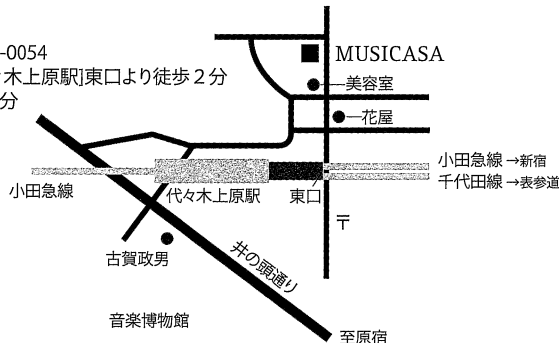 -0054
木上原駅]東口より徒歩２分
分
MUSICASA
美容室
花屋
小田急線→新宿
千代田線→表参道
小田急線
代々木上原駅
東口
〒
古賀政男
井の頭通り
音楽博物館
至原宿